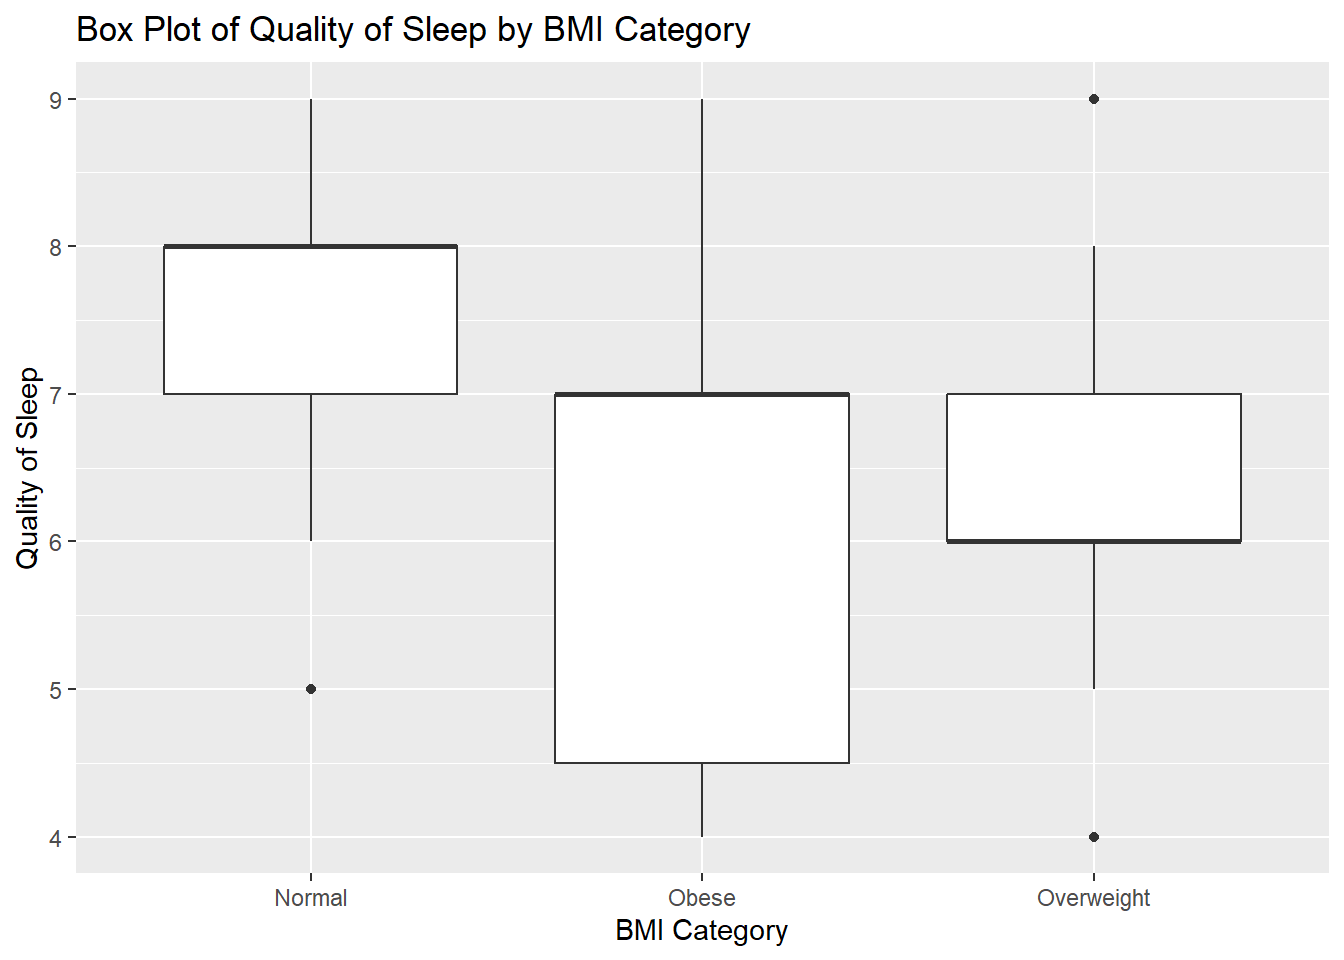 Box Plot of Quality of Sleep by BMI Category
Quality of Sleep
9
8
7
6
5
4
Normal Obese Overweight
BMI Category